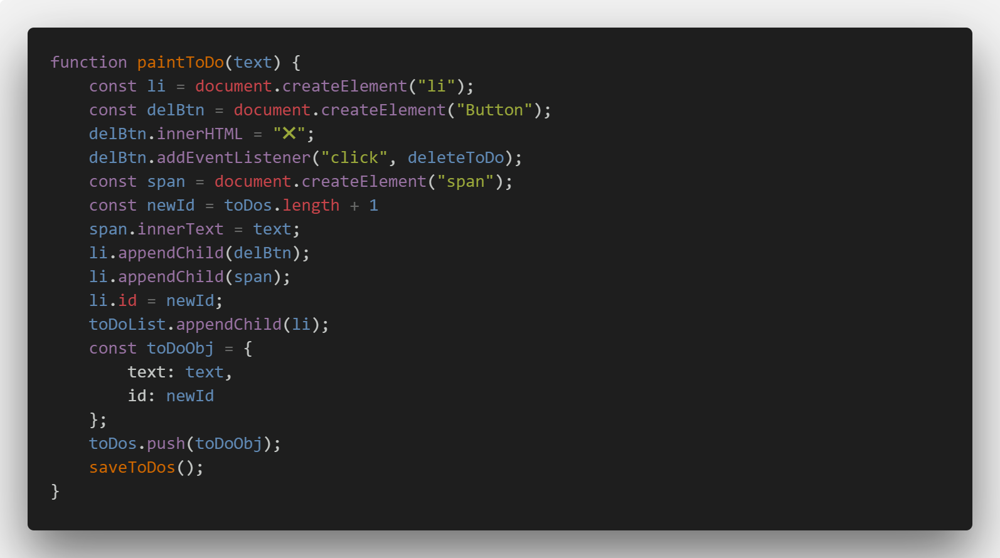 function paintToDo(text) {
    const li = document.createElement("li");
    const delBtn = document.createElement("Button");
    delBtn.innerHTML = "❌";
    delBtn.addEventListener("click", deleteToDo);
    const span = document.createElement("span");
    const newId = toDos.length + 1
    span.innerText = text;
    li.appendChild(delBtn);
    li.appendChild(span);
    li.id = newId;
    toDoList.appendChild(li);
    const toDoObj = {
        text: text,
        id: newId
    };
    toDos.push(toDoObj);
    saveToDos();
}